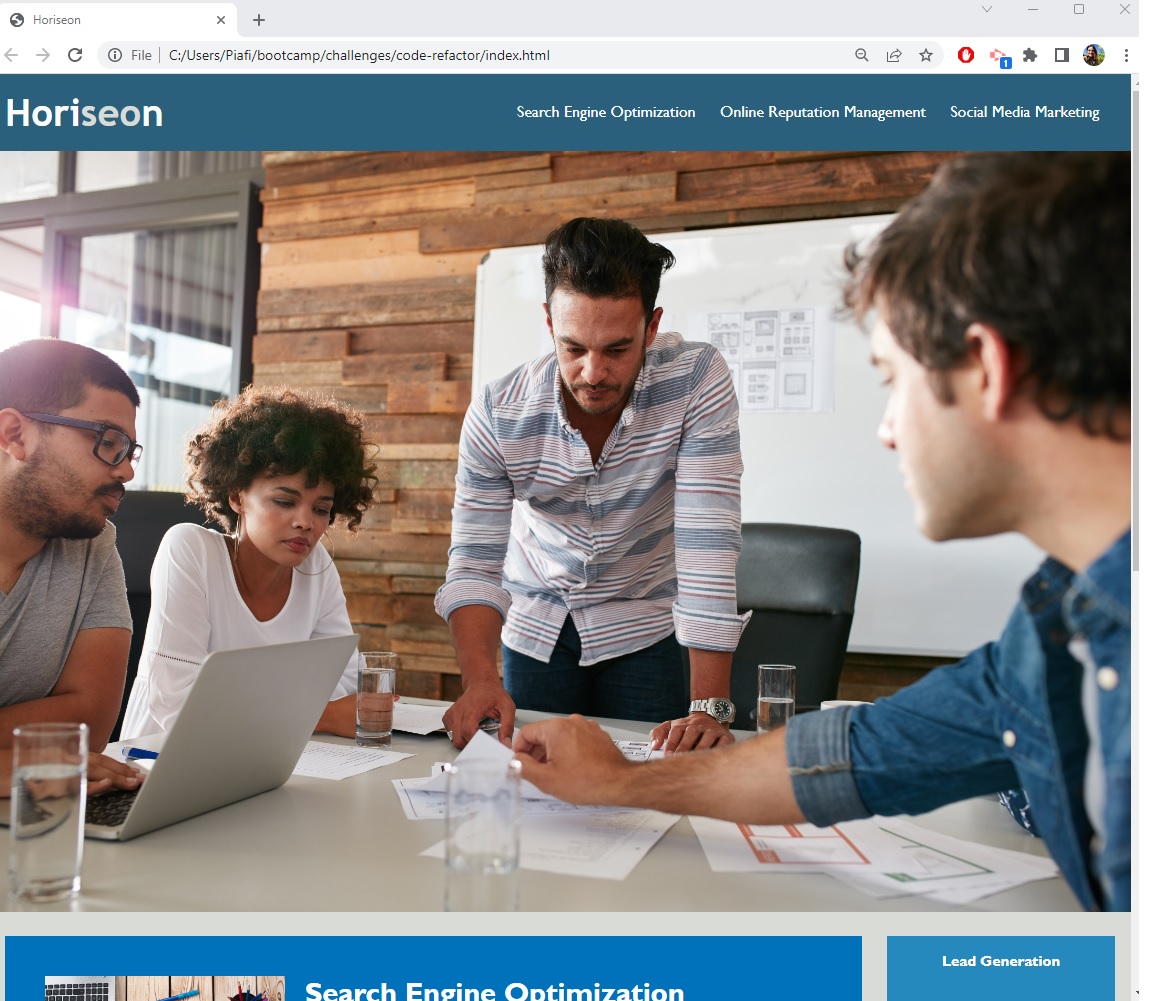 Horiseon
File C:/Users/Piafi/bootcamp/challenges/code-refactor/index.html
1
Horiseon Search Engine Optimization Online Reputation Management Social Media Marketing
Lead Generation
Search Engine Optimization